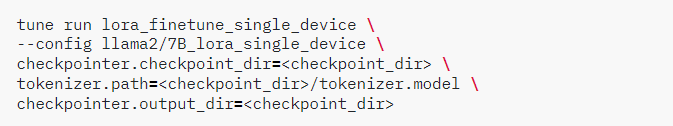 tune run lora_finetune_single_device \
--config llama2/7B_lora_single_device \
checkpointer.checkpoint_dir=<checkpoint_dir> \
tokenizer.path=<checkpoint_dir>/tokenizer.model \
checkpointer.output_dir=<checkpoint_dir>